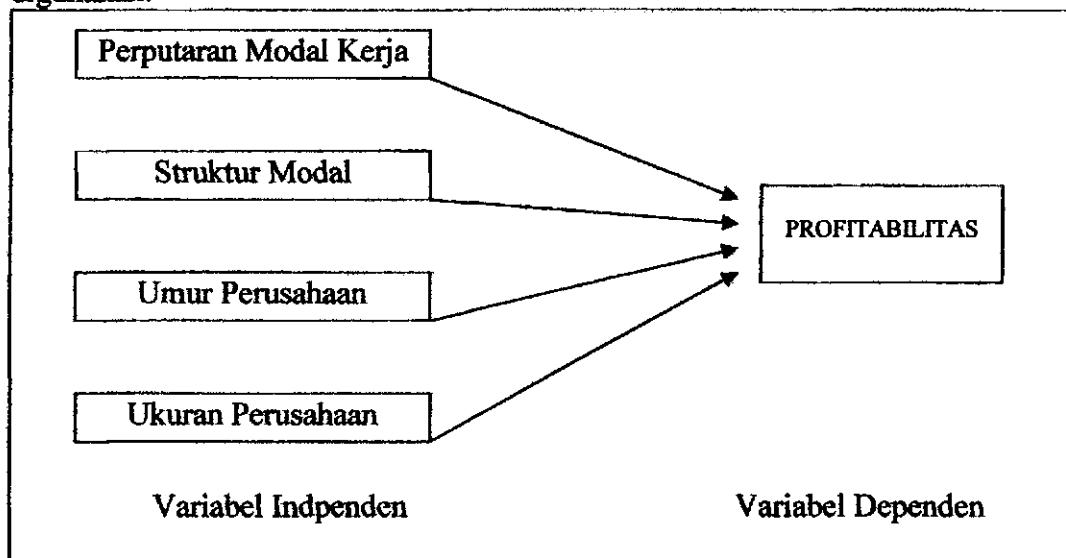 Perputaran Modal Kerja
Struktur Modal
PROFITABILITAS
Umur Perusahaan
Ukuran Perusahaan
Variabel Indpenden
Variabel Dependen